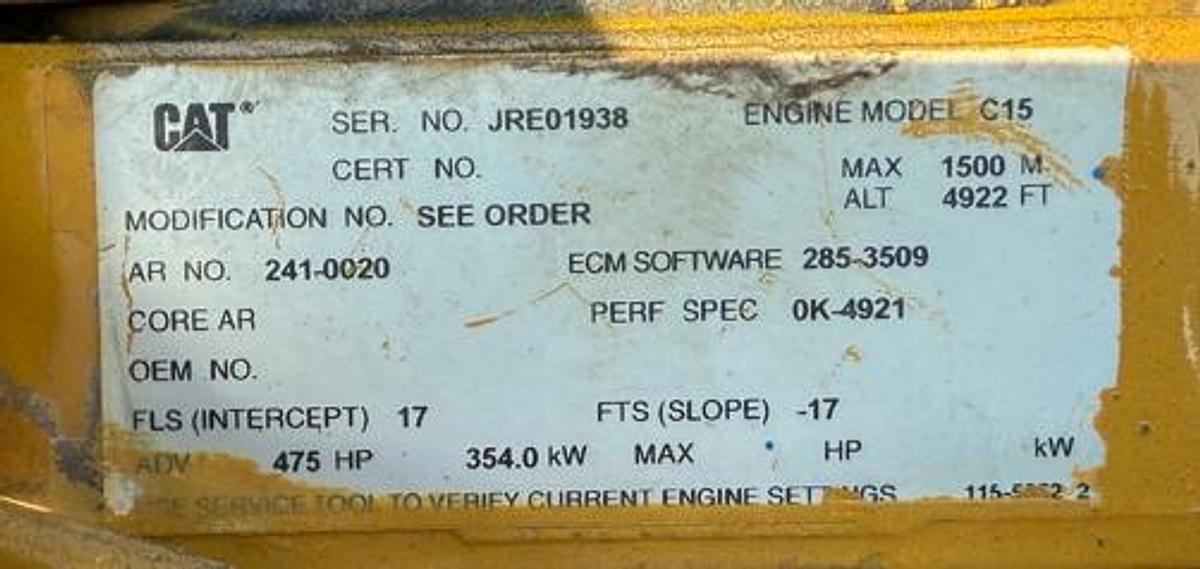 CAT® SER. NO. JRE01938 ENGINE MODEL C15
CERT NO. MAX 1500 M
ALT 4922 FT
MODIFICATION NO. SEE ORDER
AR NO. 241-0020 ECM SOFTWARE 285-3509
CORE AR PERF SPEC 0K-4921
OEM NO.
FLS (INTERCEPT) 17 FTS (SLOPE) -17
ADV 475 HP 354.0 kW MAX HP kW
SERVICE TOOL TO VERIFY CURRENT ENGINE SETTINGS